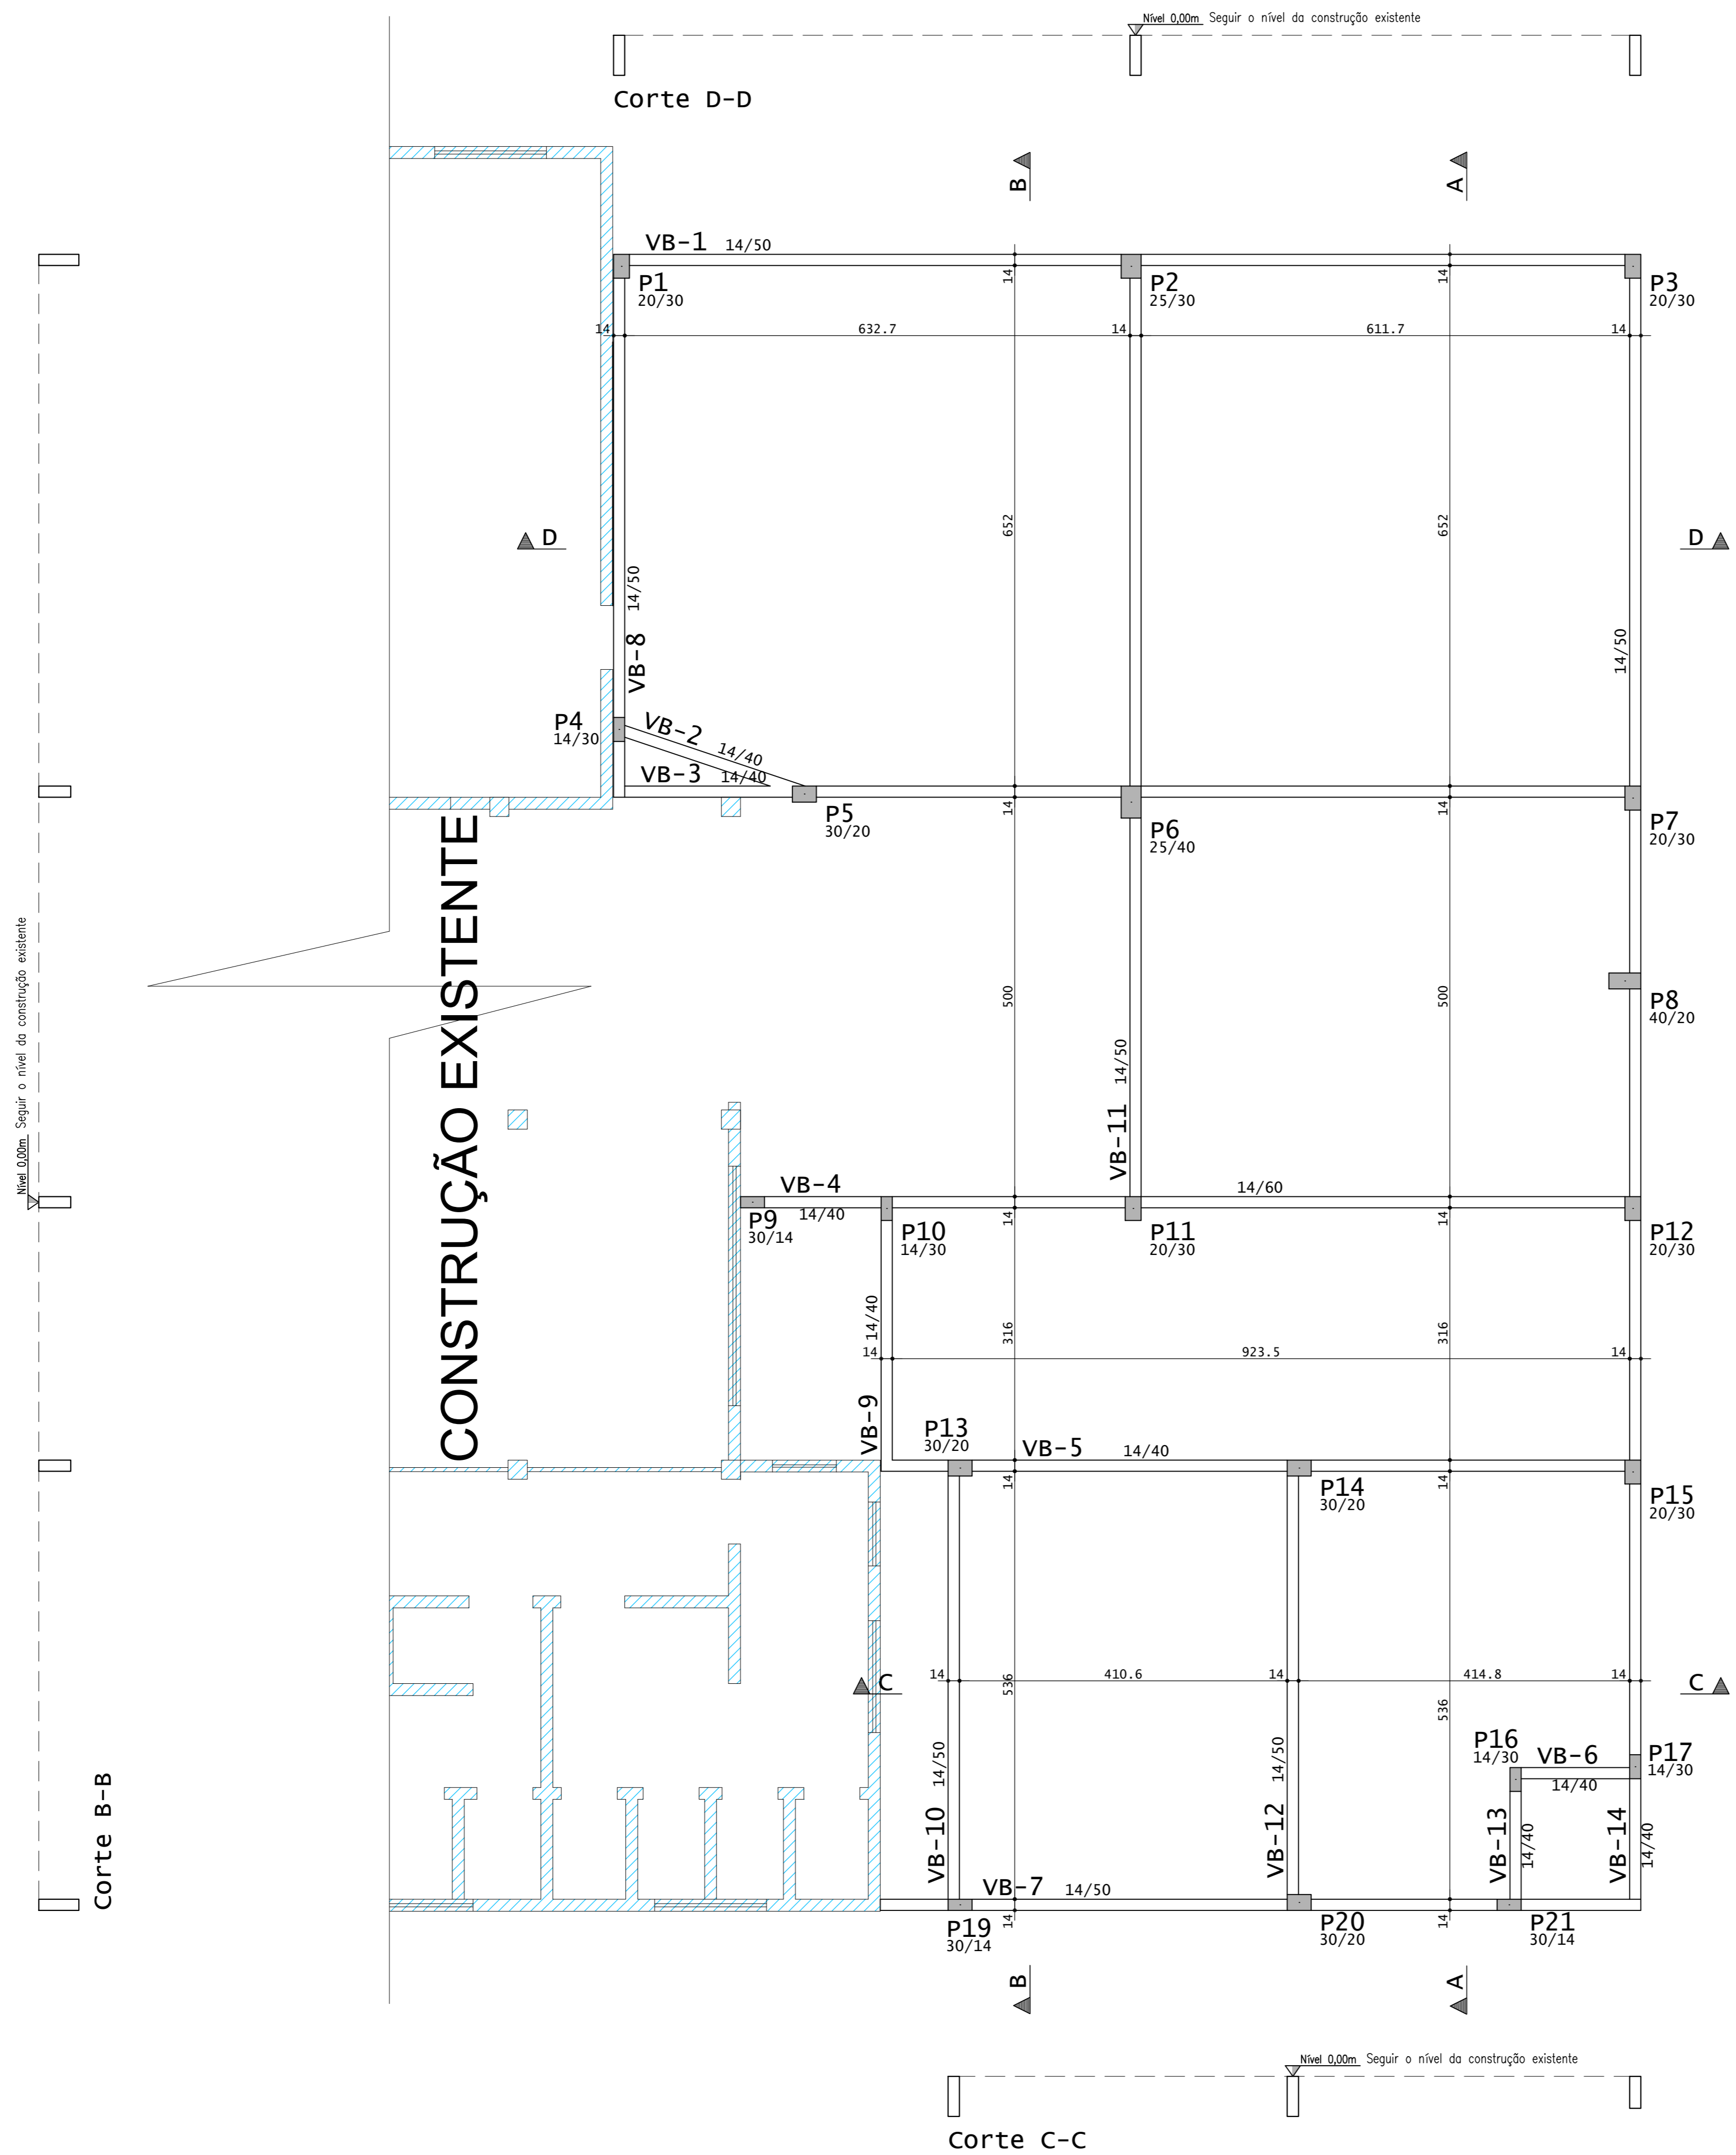 Nível 0,00m Seguir o nível da construção existente
Corte D-D
B
A
VB-1 14/50
P1
20/30
P2
25/30
P3
20/30
14
14
14
632.7
14
611.7
14
652
652
D
D
14/50
VB-8
14/50
P4
14/30
VB-2
14/40
VB-3
14/40
P5
30/20
14
P6
25/40
14
P7
20/30
CONSTRUÇÃO EXISTENTE
Nível 0,00m Seguir o nível da construção existente
500
500
P8
40/20
14/50
VB-11
VB-4
14/40
14/60
P9
30/14
P10
14/30
14
P11
20/30
14
P12
20/30
14/40
316
316
14
923.5
14
VB-9
P13
30/20
VB-5
14/40
14
P14
30/20
14
P15
20/30
C
C
14
536
410.6
14
414.8
14
536
P16
14/30
VB-6
14/40
P17
14/30
14/50
VB-10
14/50
VB-12
VB-13
14/40
VB-14
14/40
Corte B-B
VB-7
14/50
P19
30/14
14
P20
30/20
14
P21
30/14
B
A
Nível 0,00m Seguir o nível da construção existente
Corte C-C